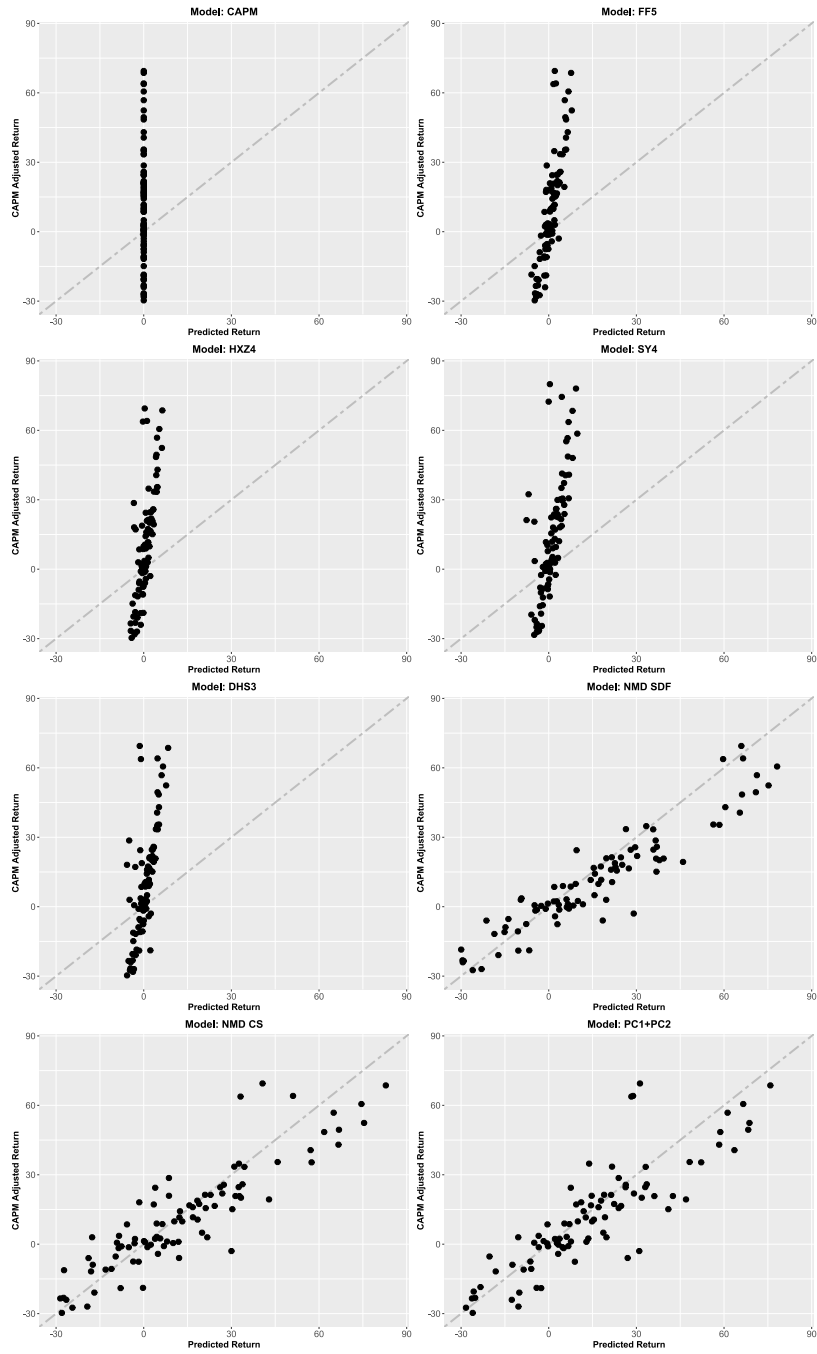 Model: CAPM
90
60
30
0
-30
-30 0 30 60 90
CAPM Adjusted Return
Predicted Return
Model: FF5
90
60
30
0
-30
-30 0 30 60 90
CAPM Adjusted Return
Predicted Return
Model: HXZ4
90
60
30
0
-30
-30 0 30 60 90
CAPM Adjusted Return
Predicted Return
Model: SY4
90
60
30
0
-30
-30 0 30 60 90
CAPM Adjusted Return
Predicted Return
Model: DHS3
90
60
30
0
-30
-30 0 30 60 90
CAPM Adjusted Return
Predicted Return
Model: NMD SDF
90
60
30
0
-30
-30 0 30 60 90
CAPM Adjusted Return
Predicted Return
Model: NMD CS
90
60
30
0
-30
-30 0 30 60 90
CAPM Adjusted Return
Predicted Return
Model: PC1+PC2
90
60
30
0
-30
-30 0 30 60 90
CAPM Adjusted Return
Predicted Return